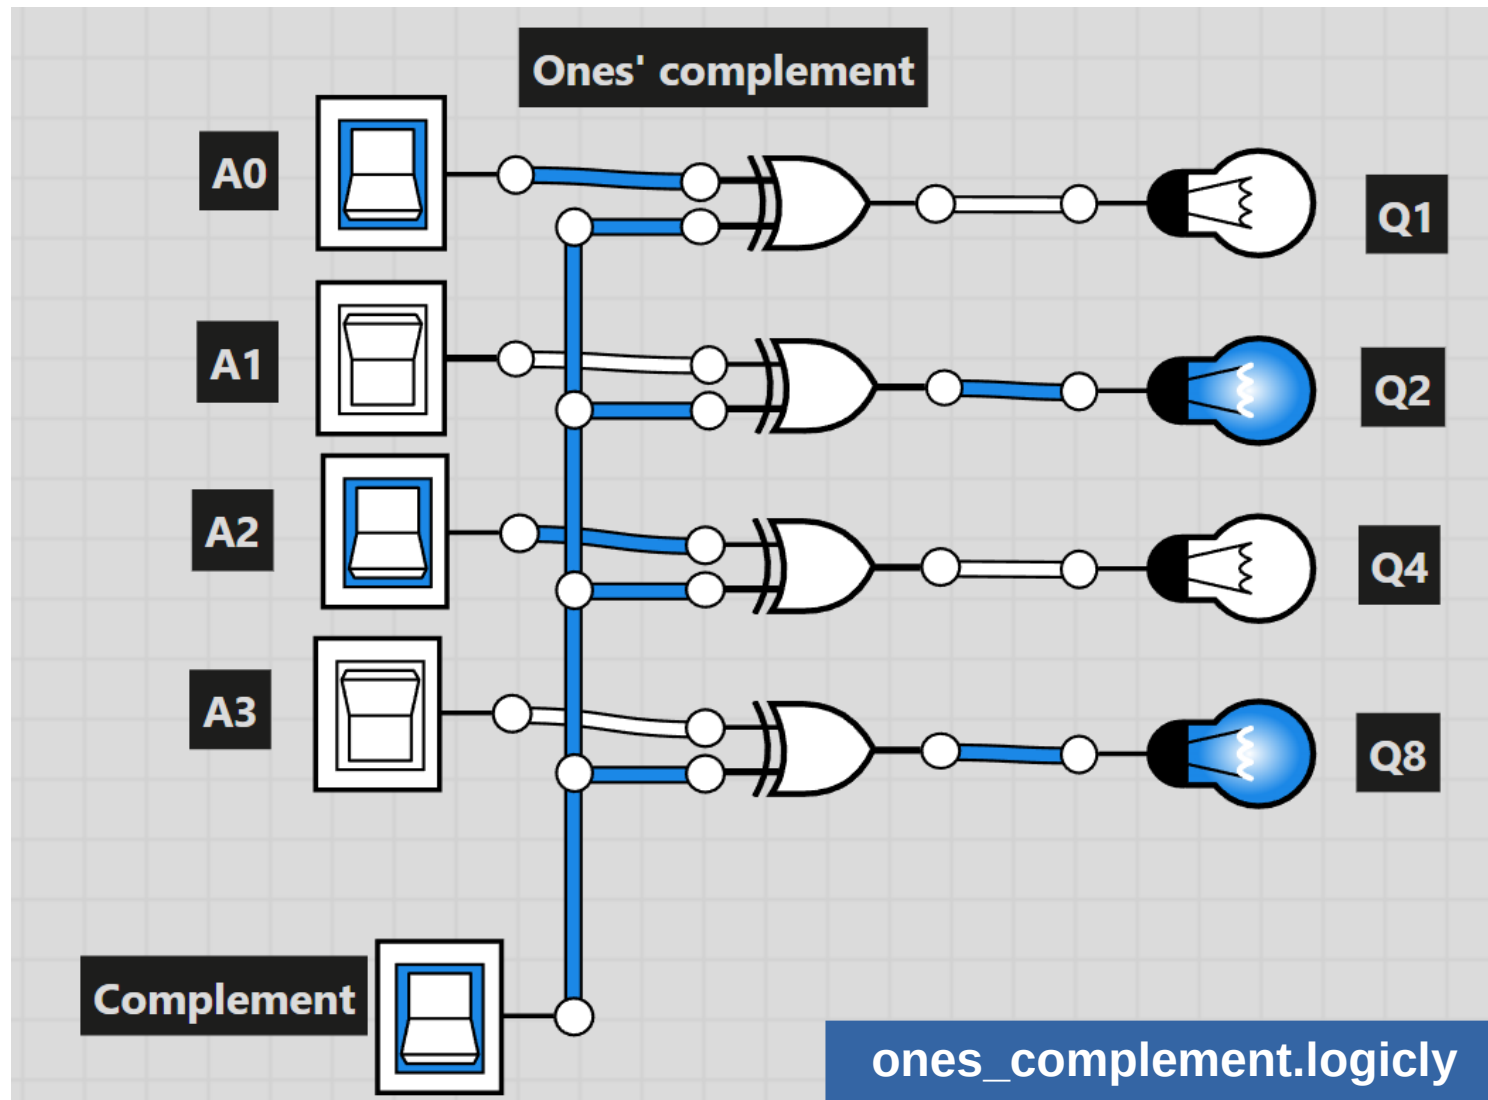 Ones' complement
A0
Q1
A1
Q2
A2
Q4
A3
Q8
Complement
ones_complement.logicly